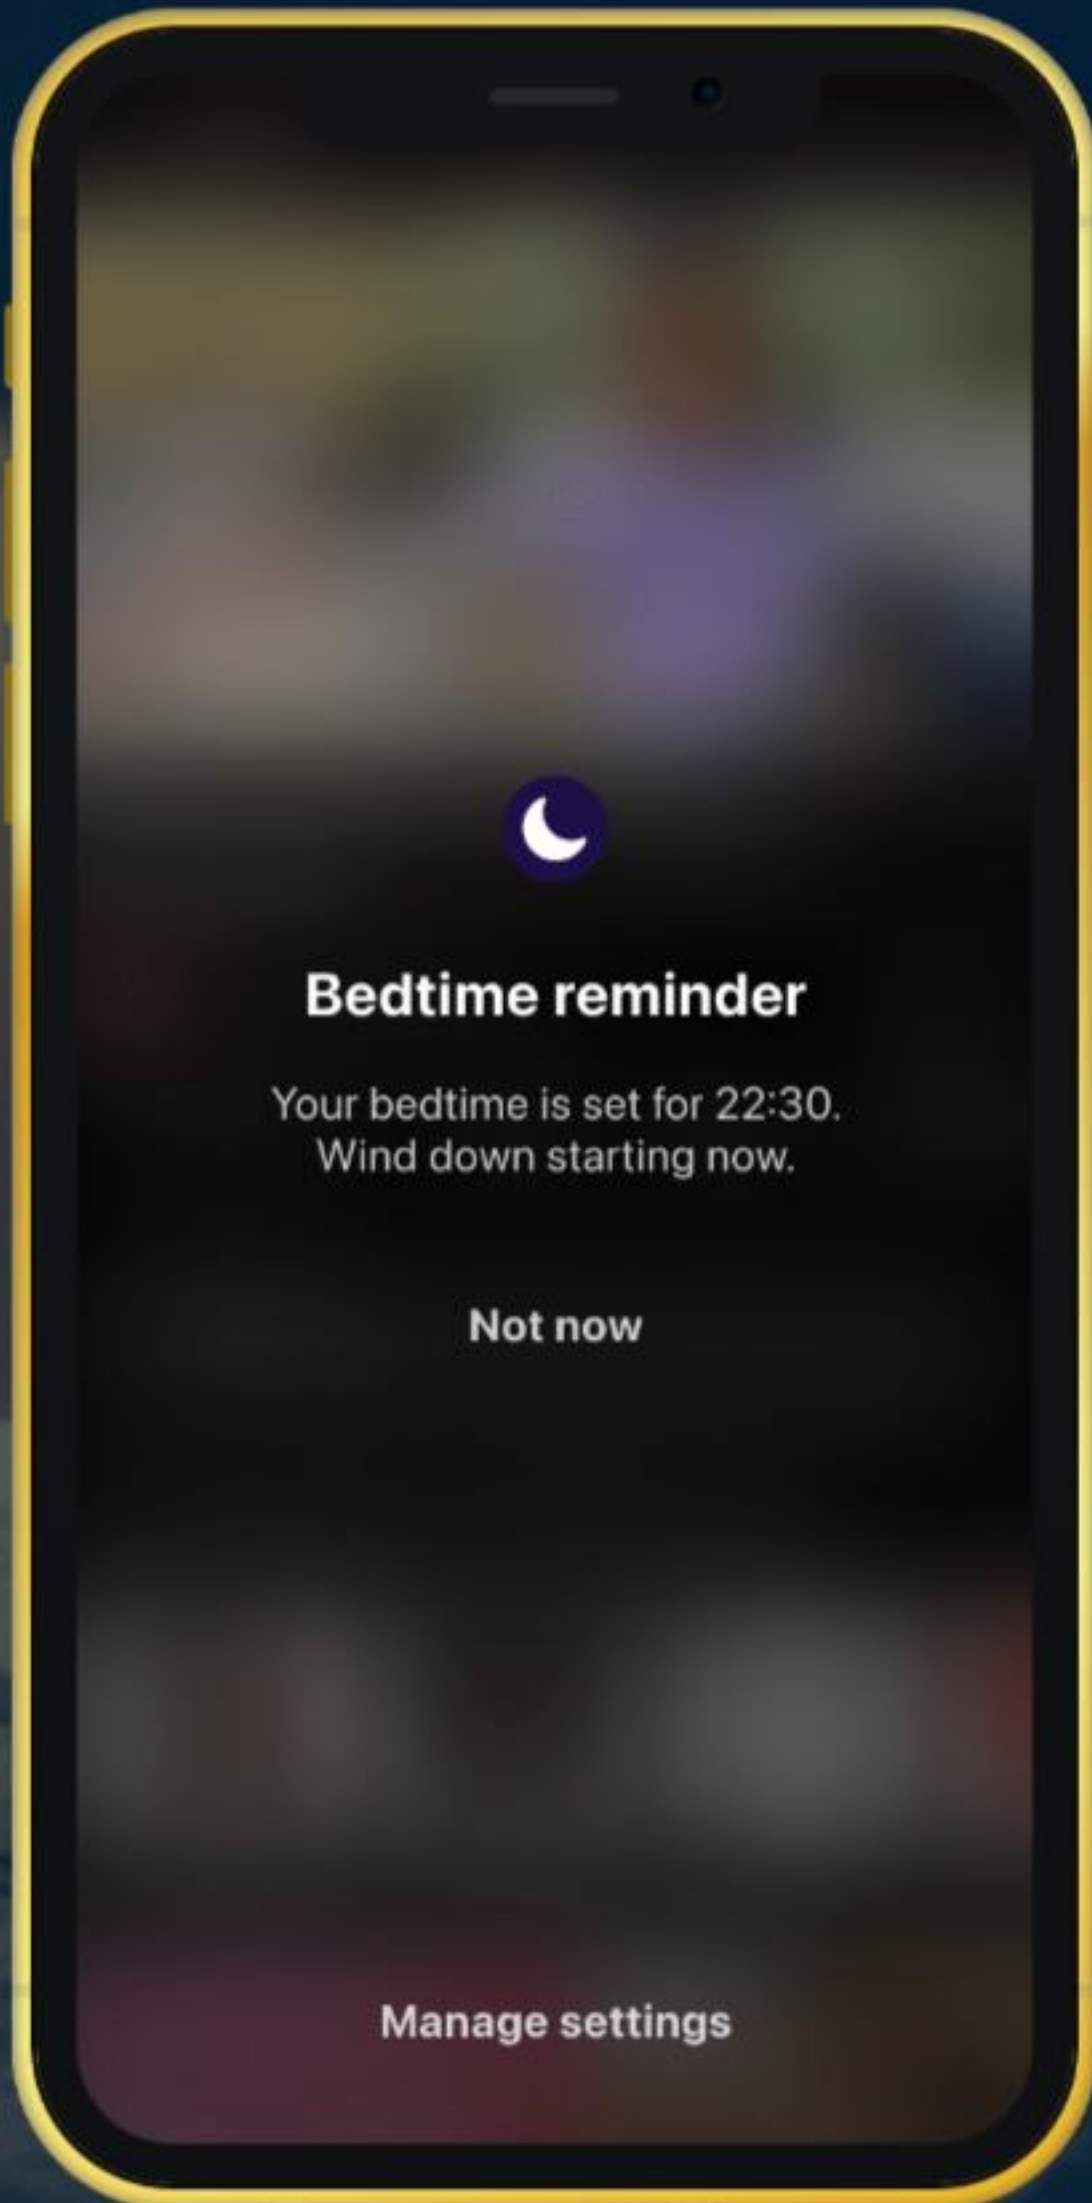 Bedtime reminder
Your bedtime is set for 22:30.
Wind down starting now.
Not now
Manage settings